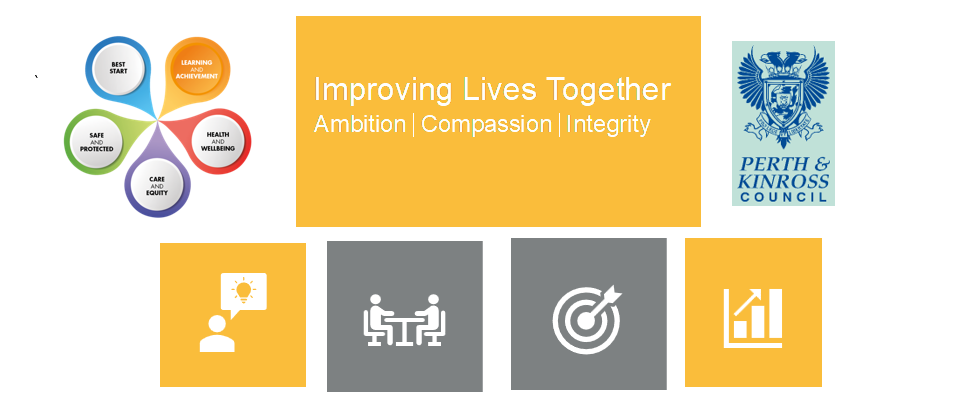 BEST
START
LEARNING
AND
ACHIEVEMENT
SAFE
AND
PROTECTED
HEALTH
AND
WELLBEING
CARE
AND
EQUITY
Improving Lives Together
Ambition | Compassion | Integrity
PERTH &
KINROSS
COUNCIL